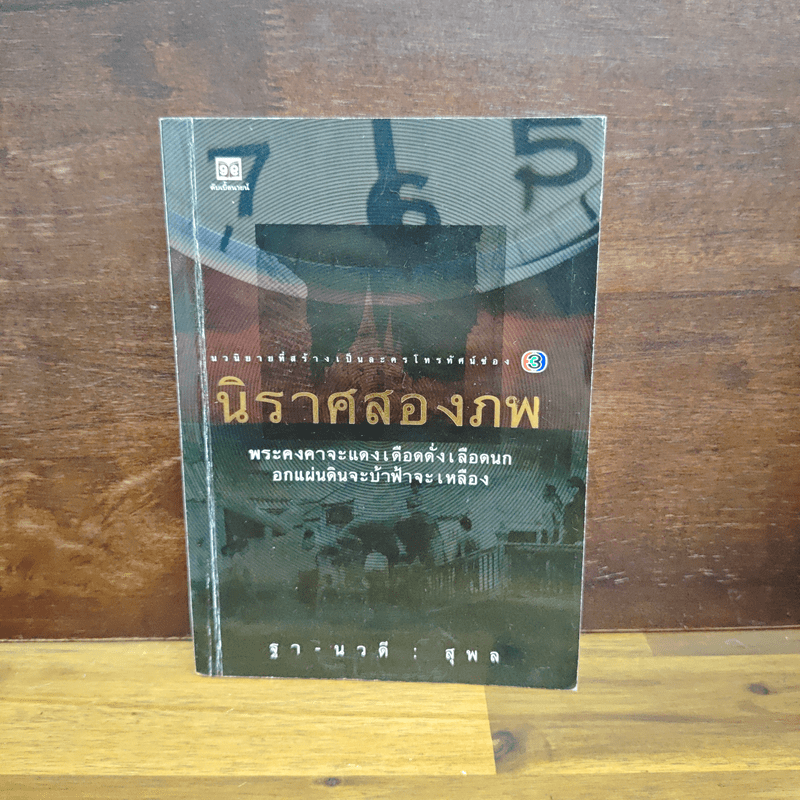 7 6 5
นวนิยายที่สร้างเป็นละครโทรทัศน์ช่อง 3
นิราศสองภพ
พระคงคาจะแดงเดือดดั่งเลือดนก
อกแผ่นดินจะบ้าฟ้าจะเหลือง
ฐา-นวดี : สุพล